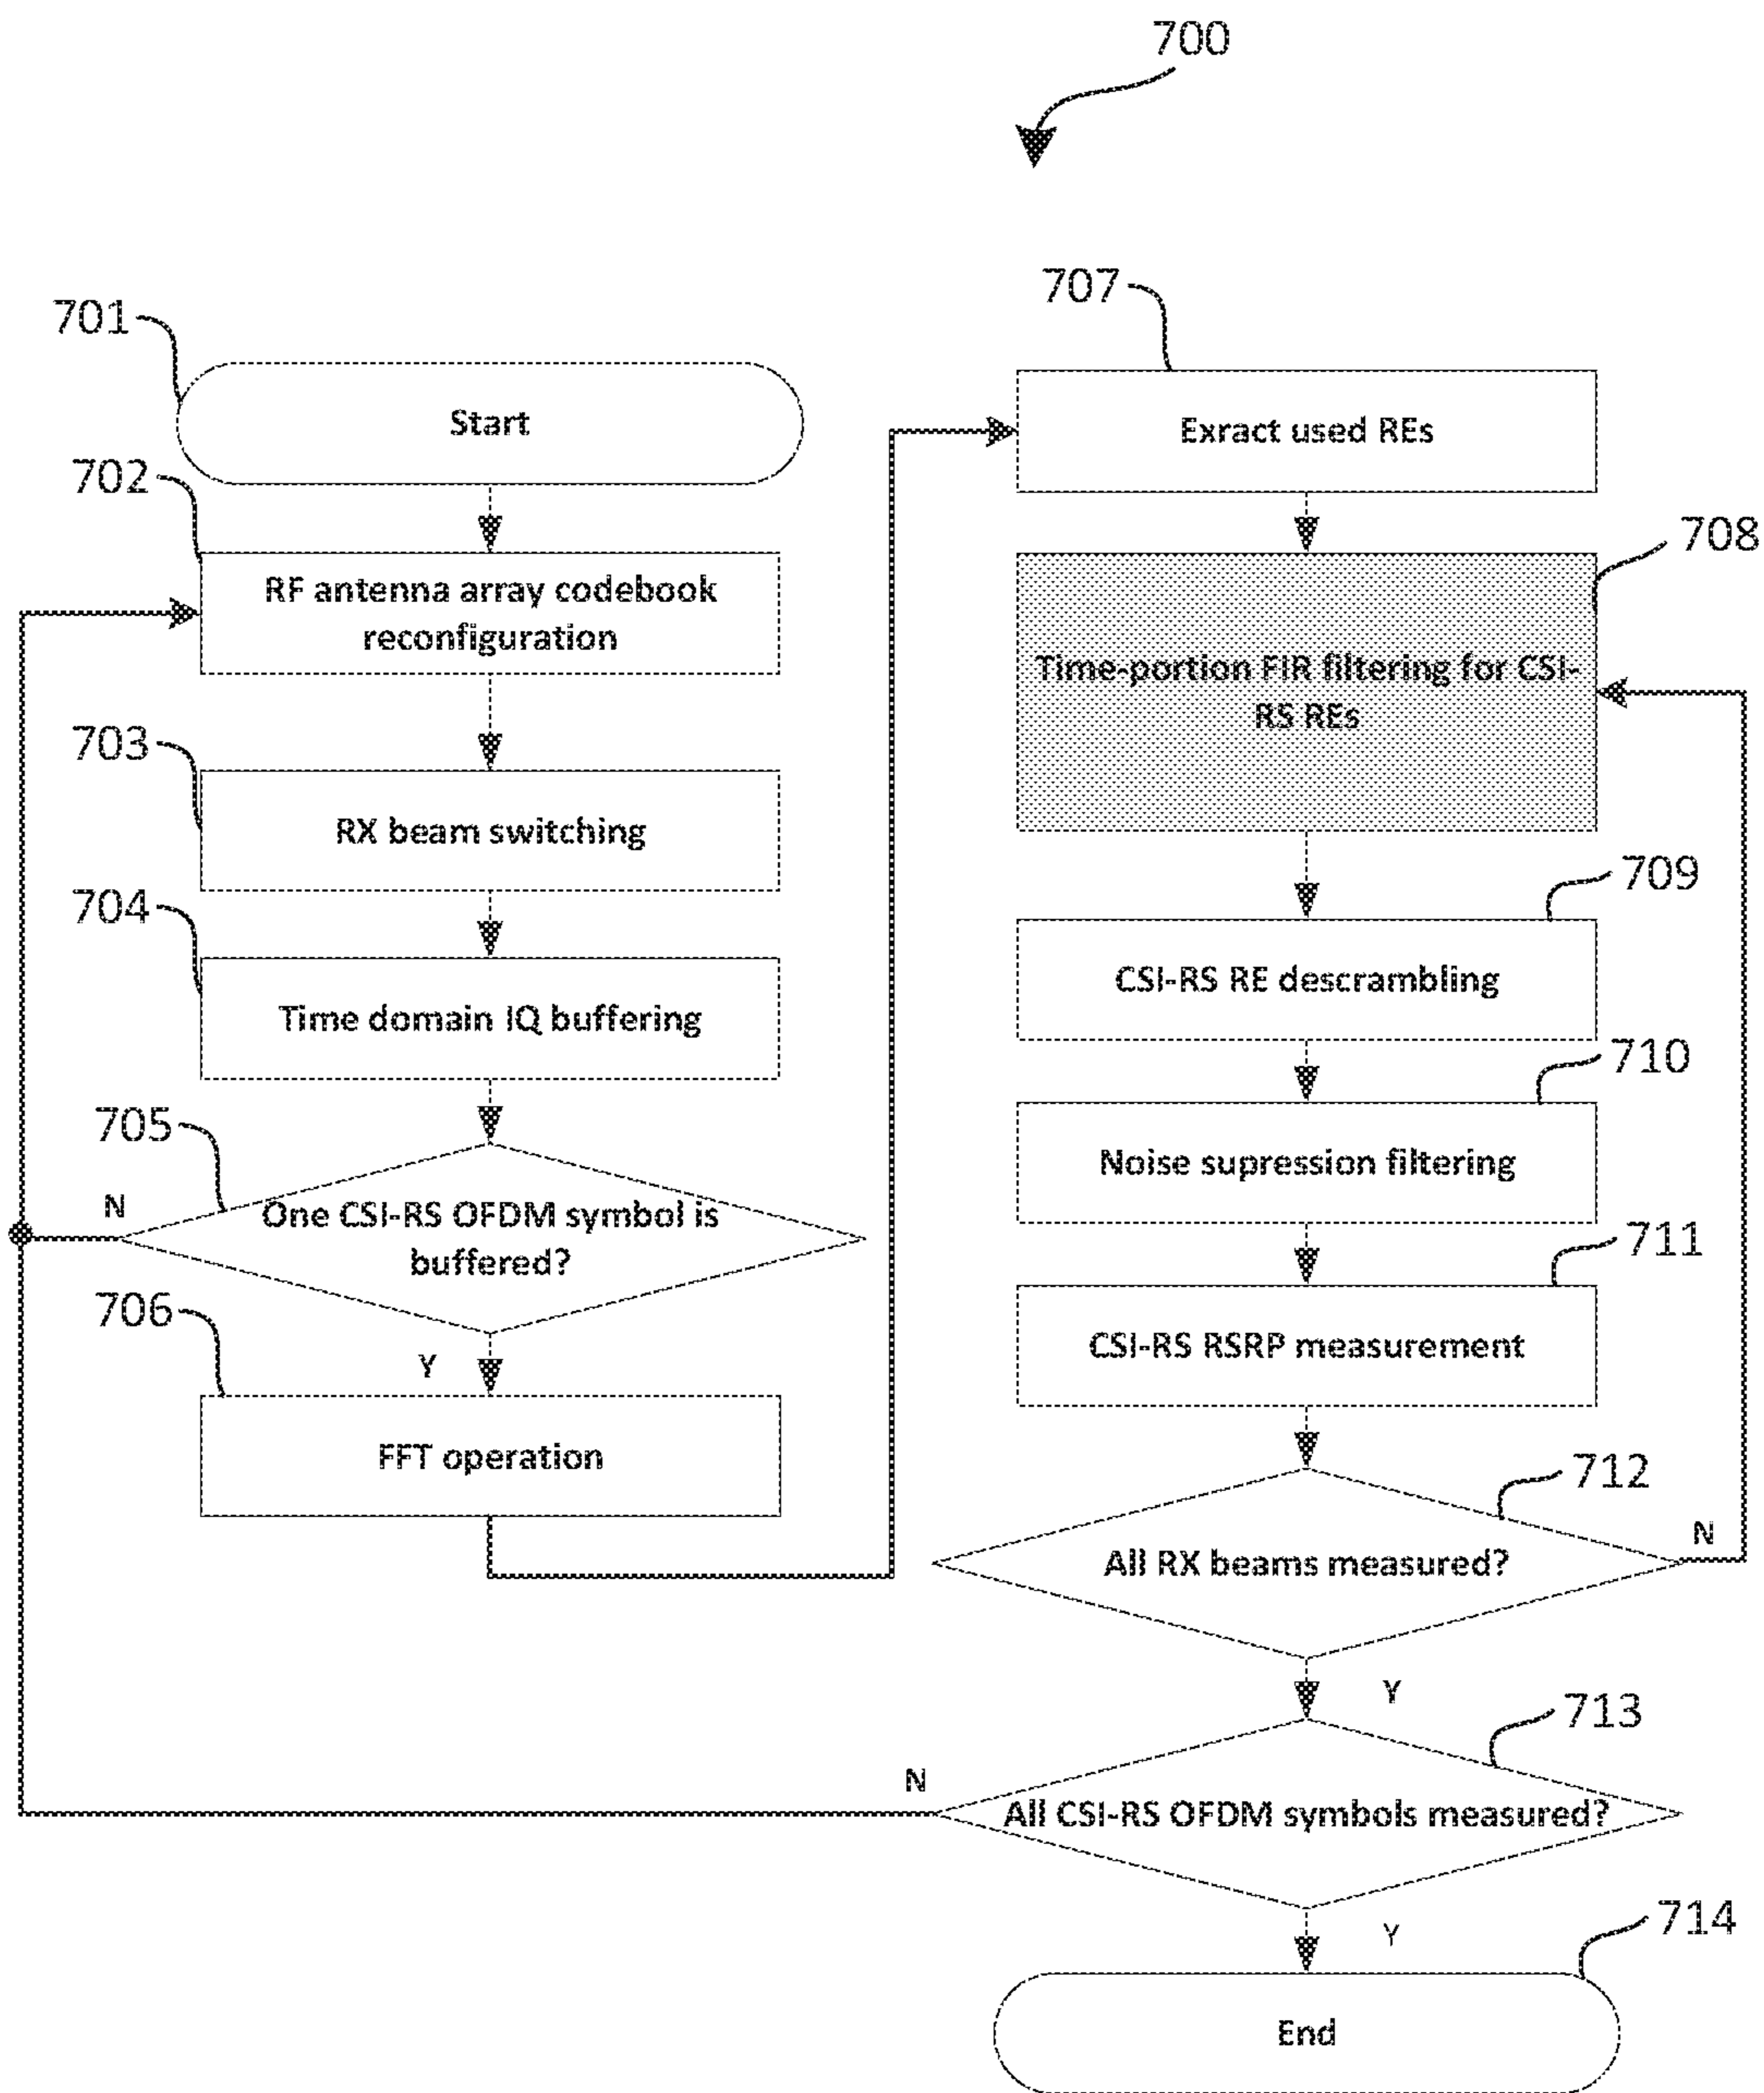 700
701
Start
702
RF antenna array codebook
reconfiguration
703
RX beam switching
704
Time domain IQ buffering
705
N
One CSI-RS OFDM symbol is
buffered?
706
Y
FFT operation
707
Exract used REs
708
Time-portion FIR filtering for CSI-
RS REs
709
CSI-RS RE descrambling
710
Noise supression filtering
711
CSI-RS RSRP measurement
712
All RX beams measured?
N
Y
713
N
All CSI-RS OFDM symbols measured?
Y
714
End